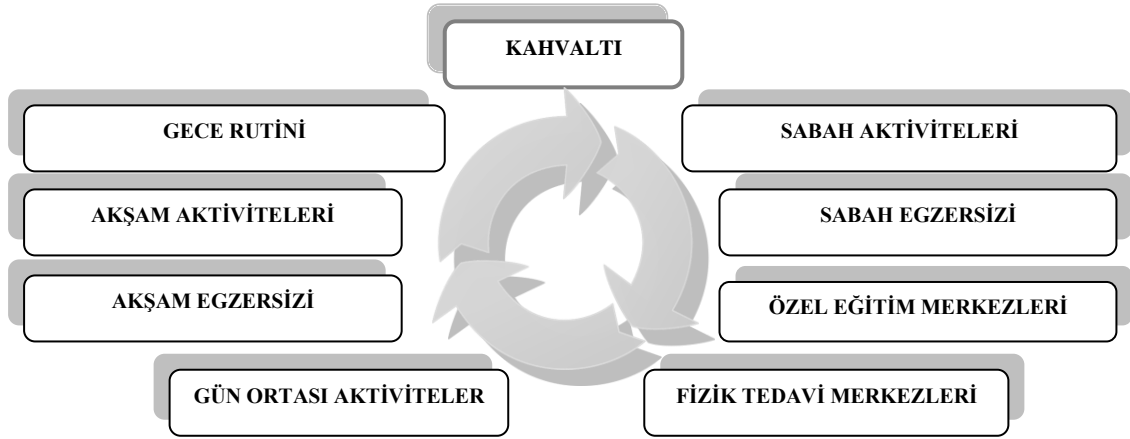 KAHVALTI
GECE RUTİNİ
SABAH AKTİVİTELERİ
AKŞAM AKTİVİTELERİ
SABAH EGZERSİZİ
AKŞAM EGZERSİZİ
ÖZEL EĞİTİM MERKEZLERİ
GÜN ORTASI AKTİVİTELER
FİZİK TEDAVİ MERKEZLERİ